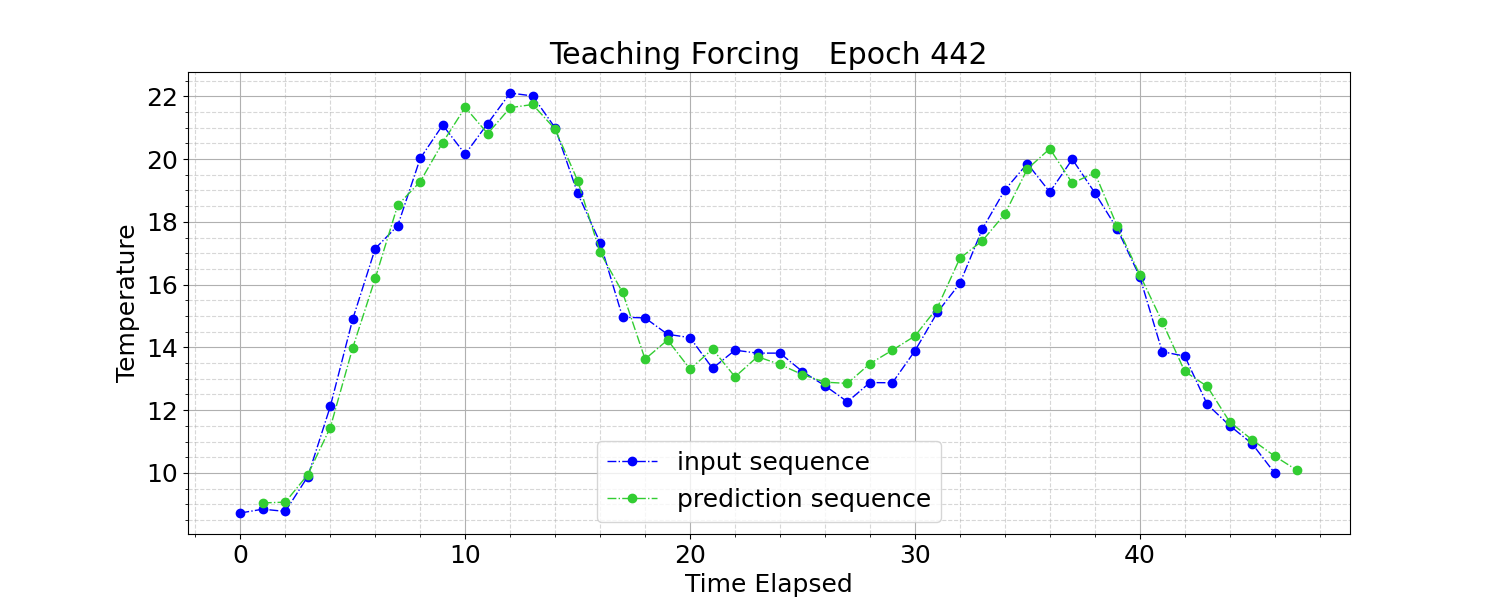 Teaching Forcing   Epoch 442
22
20
18
16
14
12
10
Temperature
input sequence
prediction sequence
0 10 20 30 40
Time Elapsed